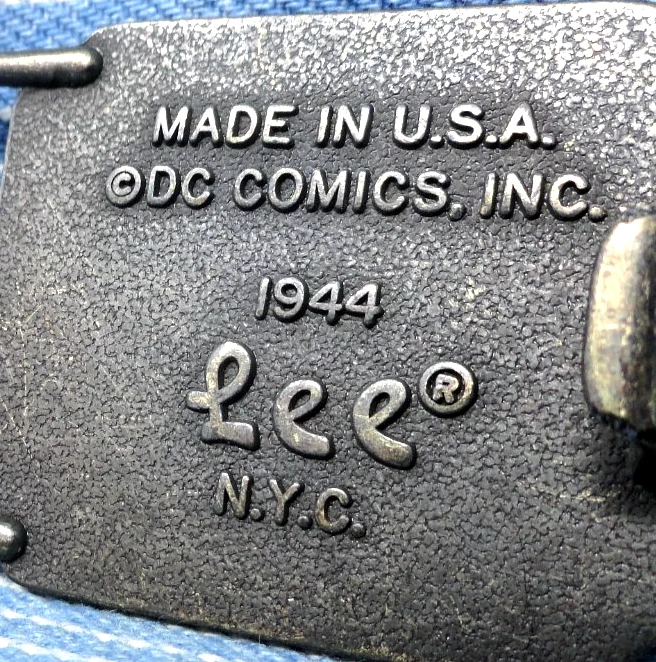 MADE IN U.S.A.
©DC COMICS, INC.
1944
Lee®
N.Y.C.